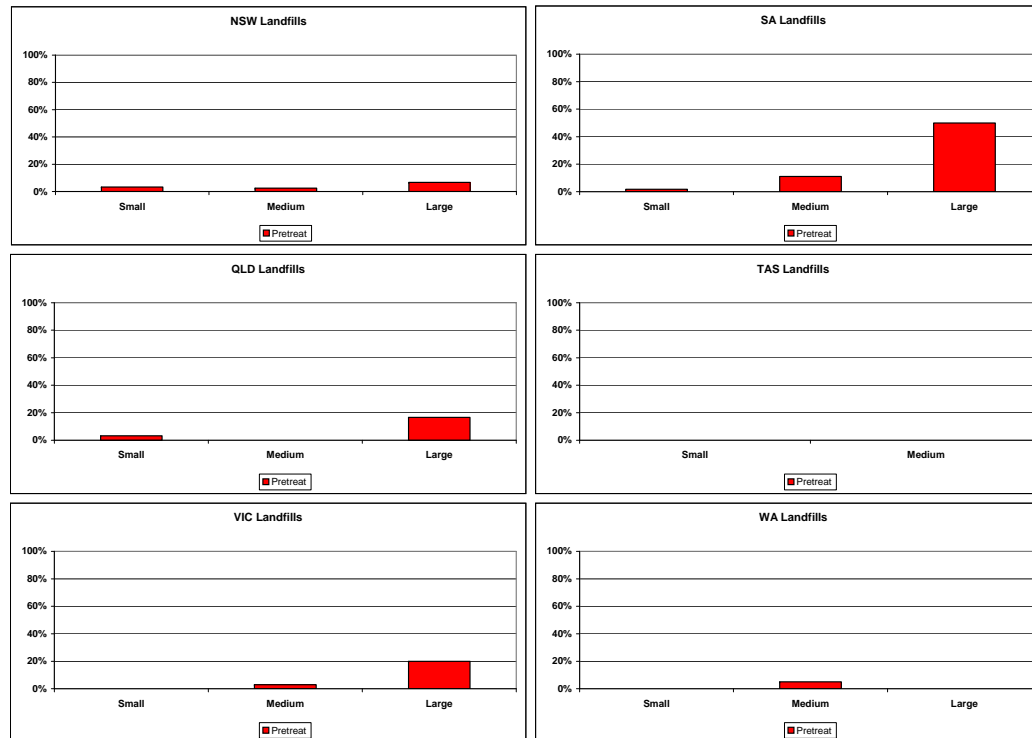 NSW Landfills
100%
80%
60%
40%
20%
0%
Small Medium Large
Pretreat
SA Landfills
100%
80%
60%
40%
20%
0%
Small Medium Large
Pretreat
QLD Landfills
100%
80%
60%
40%
20%
0%
Small Medium Large
Pretreat
TAS Landfills
100%
80%
60%
40%
20%
0%
Small Medium
Pretreat
VIC Landfills
100%
80%
60%
40%
20%
0%
Small Medium Large
Pretreat
WA Landfills
100%
80%
60%
40%
20%
0%
Small Medium Large
Pretreat